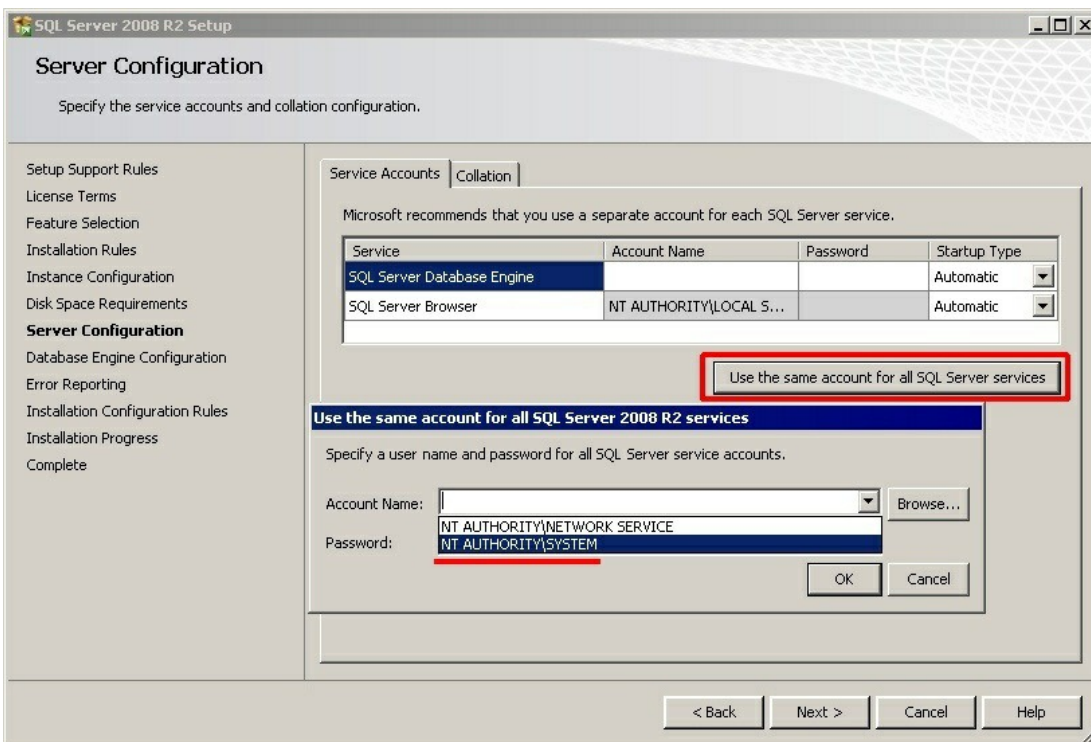 SQL Server 2008 R2 Setup
Server Configuration
Specify the service accounts and collation configuration.
Setup Support Rules
License Terms
Feature Selection
Installation Rules
Instance Configuration
Disk Space Requirements
Server Configuration
Database Engine Configuration
Error Reporting
Installation Configuration Rules
Installation Progress
Complete
Service Accounts Collation
Microsoft recommends that you use a separate account for each SQL Server service.
Service Account Name Password Startup Type
SQL Server Database Engine Automatic
SQL Server Browser NT AUTHORITY\LOCAL S... Automatic
Use the same account for all SQL Server services
Use the same account for all SQL Server 2008 R2 services
Specify a user name and password for all SQL Server service accounts.
Account Name: Browse...
NT AUTHORITY\NETWORK SERVICE
Password: NT AUTHORITY\SYSTEM
OK Cancel
< Back Next > Cancel Help